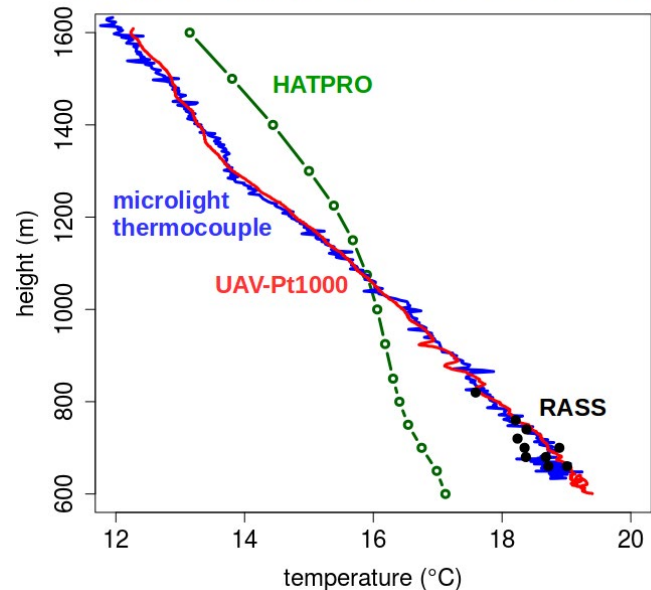 1600
HATPRO
1400
microlight
thermocouple
1200
UAV-Pt1000
height (m)
1000
800
RASS
600
12 14 16 18 20
temperature (°C)